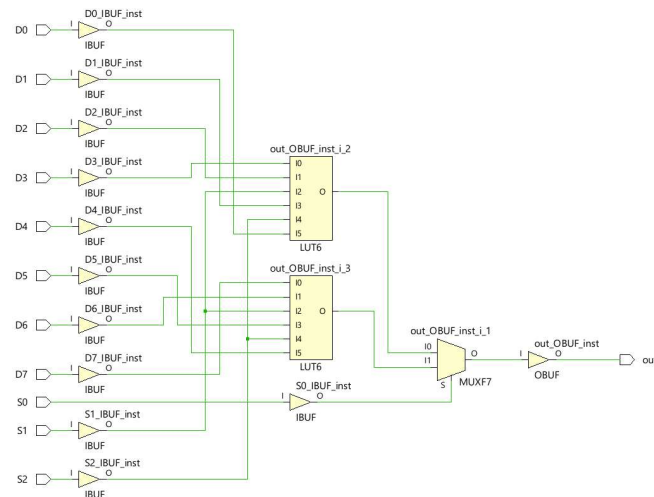 D0_IBUF_inst
D0 I O
IBUF
D1_IBUF_inst
D1 I O
IBUF
D2_IBUF_inst
D2 I O
IBUF
D3_IBUF_inst
D3 I O
IBUF
D4_IBUF_inst
D4 I O
IBUF
D5_IBUF_inst
D5 I O
IBUF
D6_IBUF_inst
D6 I O
IBUF
D7_IBUF_inst
D7 I O
IBUF
S0
S0_IBUF_inst
I O
IBUF
S1_IBUF_inst
S1 I O
IBUF
S2_IBUF_inst
S2 I O
IBUF
out_OBUF_inst_i_2
I0
I1
I2 O
I3
I4
I5
LUT6
out_OBUF_inst_i_3
I0
I1
I2 O
I3
I4
I5
LUT6
out_OBUF_inst_i_1
I0
I1 O
S
MUXF7
out_OBUF_inst
I O
OBUF
ou